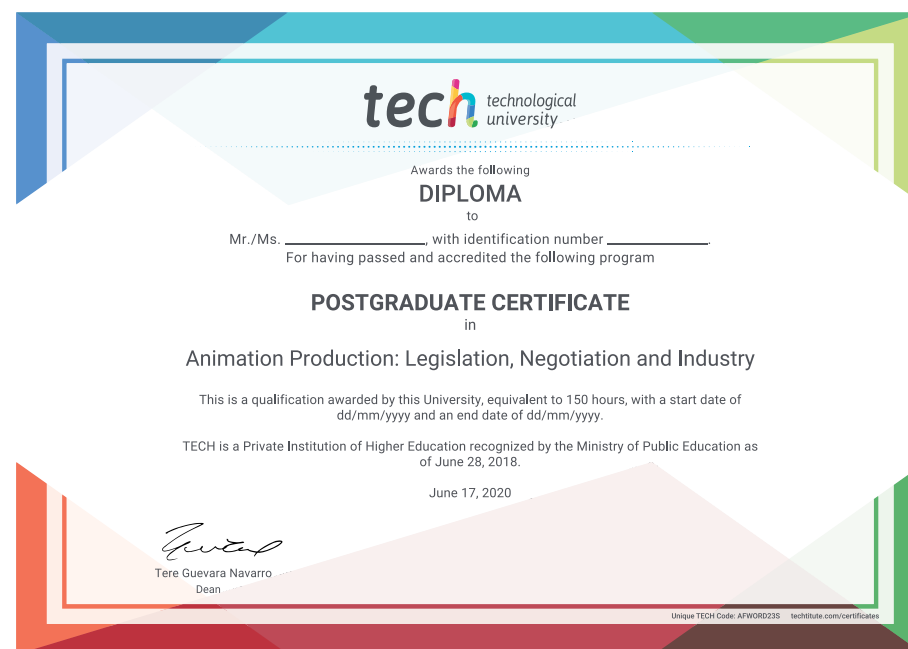 tech technological
university
Awards the following
DIPLOMA
to
Mr./Ms. ____________, with identification number ____________.
For having passed and accredited the following program
POSTGRADUATE CERTIFICATE
in
Animation Production: Legislation, Negotiation and Industry
This is a qualification awarded by this University, equivalent to 150 hours, with a start date of
dd/mm/yyyy and an end date of dd/mm/yyyy.
TECH is a Private Institution of Higher Education recognized by the Ministry of Public Education as
of June 28, 2018.
June 17, 2020
Tere Guevara Navarro
Dean
Unique TECH Code: AFWORD23S techtitute.com/certificates